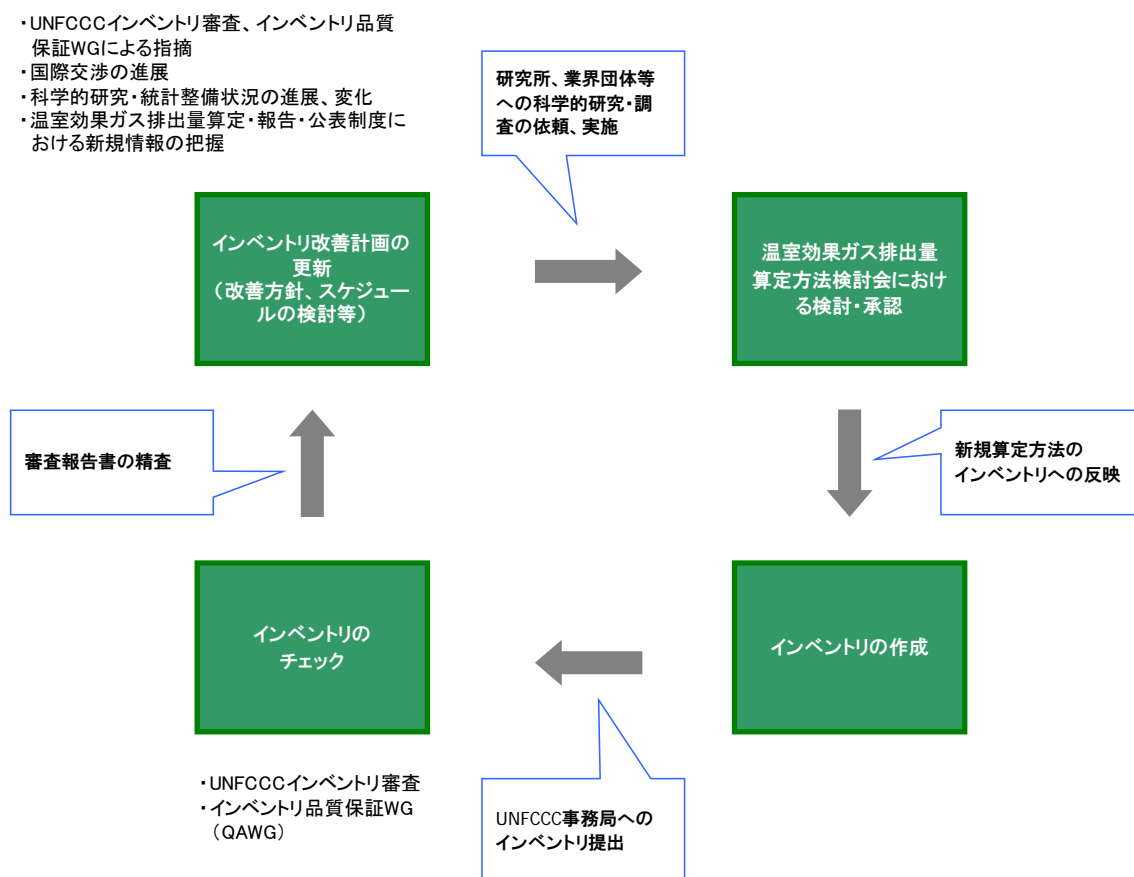 ・UNFCCCインベントリ審査、インベントリ品質
保証WGによる指摘
・国際交渉の進展
・科学的研究・統計整備状況の進展、変化
・温室効果ガス排出量算定・報告・公表制度に
おける新規情報の把握
研究所、業界団体等
への科学的研究・調
査の依頼、実施
インベントリ改善計画の
更新
（改善方針、スケジュー
ルの検討等）
温室効果ガス排出量
算定方法検討会におけ
る検討・承認
審査報告書の精査
新規算定方法の
インベントリへの反映
インベントリの
チェック
インベントリの作成
・UNFCCCインベントリ審査
・インベントリ品質保証WG
（QAWG）
UNFCCC事務局への
インベントリ提出